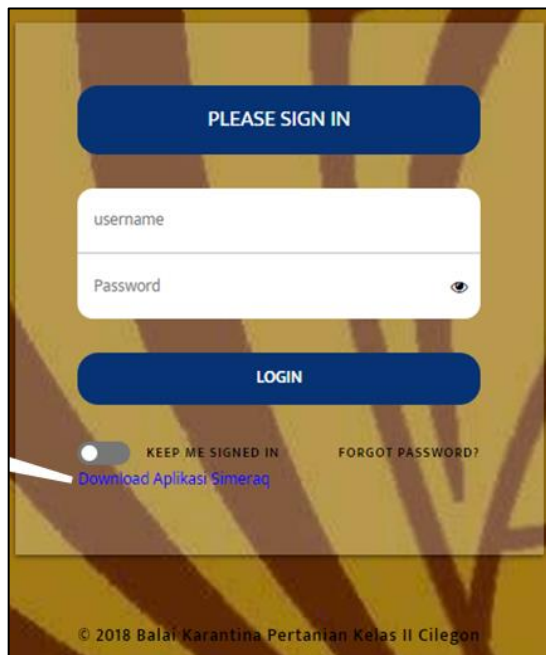 PLEASE SIGN IN
username
Password
LOGIN
KEEP ME SIGNED IN FORGOT PASSWORD?
Download Aplikasi Simeraq
© 2018 Balai Karantina Pertanian Kelas II Cilegon